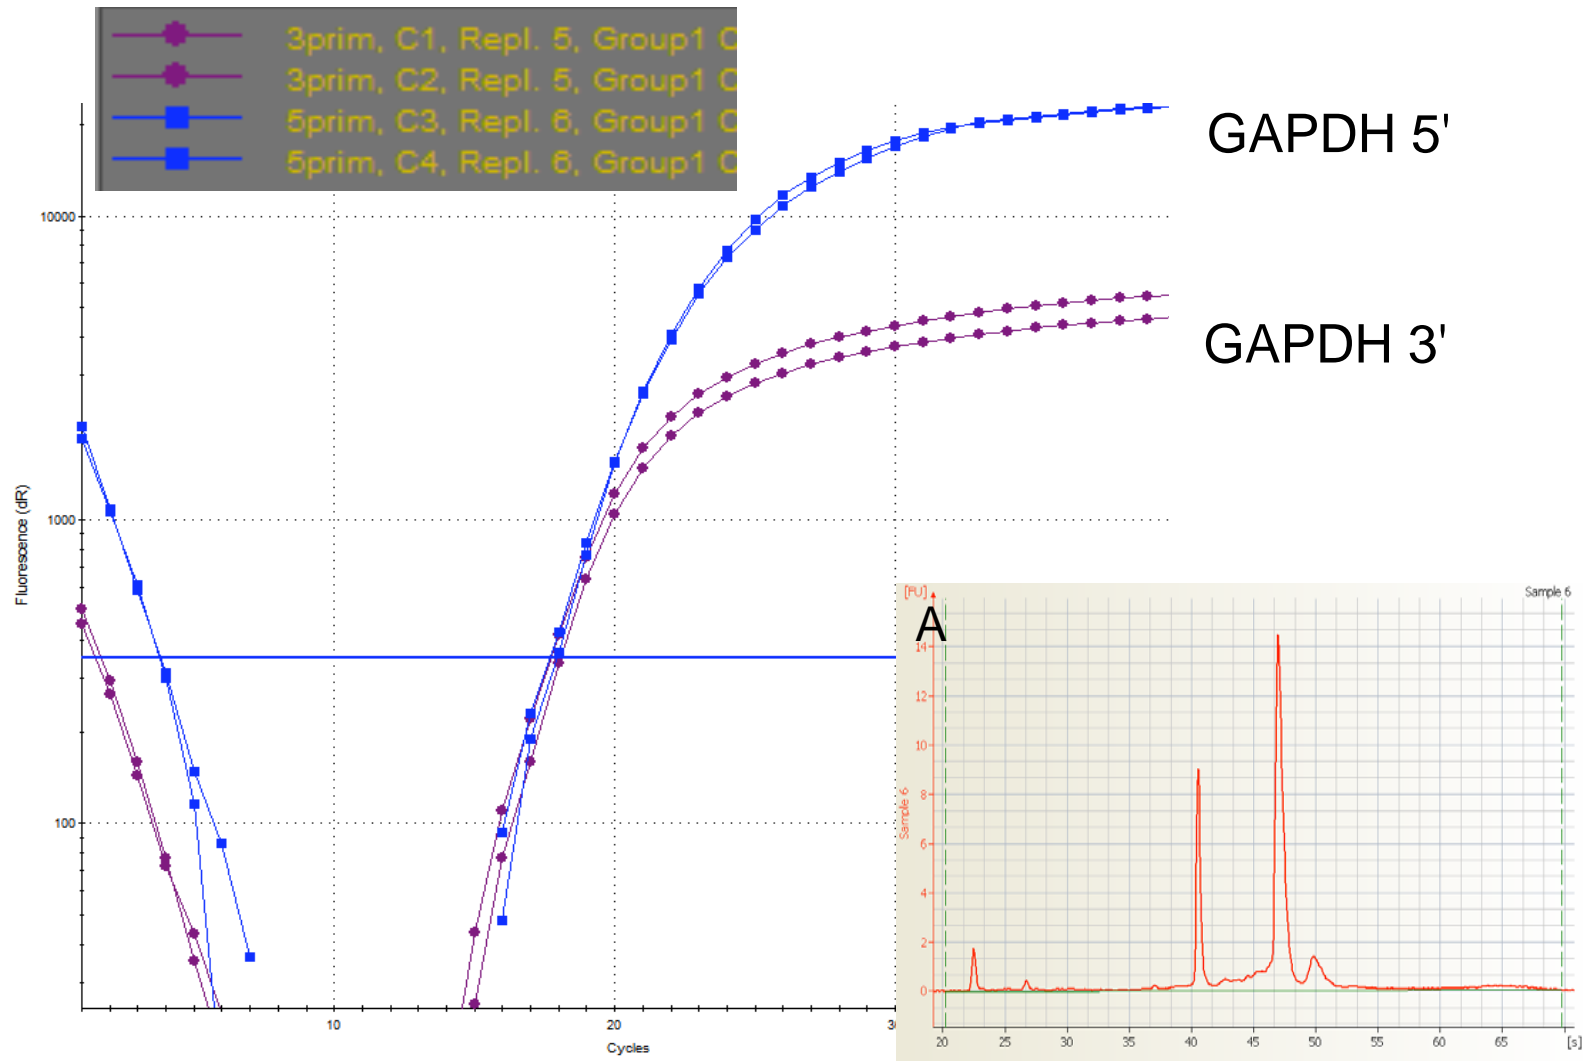 3prim, C1, Repl. 5, Group1 C
3prim, C2, Repl. 5, Group1 C
5prim, C3, Repl. 6, Group1 C
5prim, C4, Repl. 6, Group1 C
GAPDH 5'
GAPDH 3'
Fluorescence (dR)
10000
1000
100
10
20
3
Cycles
[FU]
Sample 6
A
14
12
10
8
6
4
2
0
Sample 6
20
25
30
35
40
45
50
55
60
65
[s]